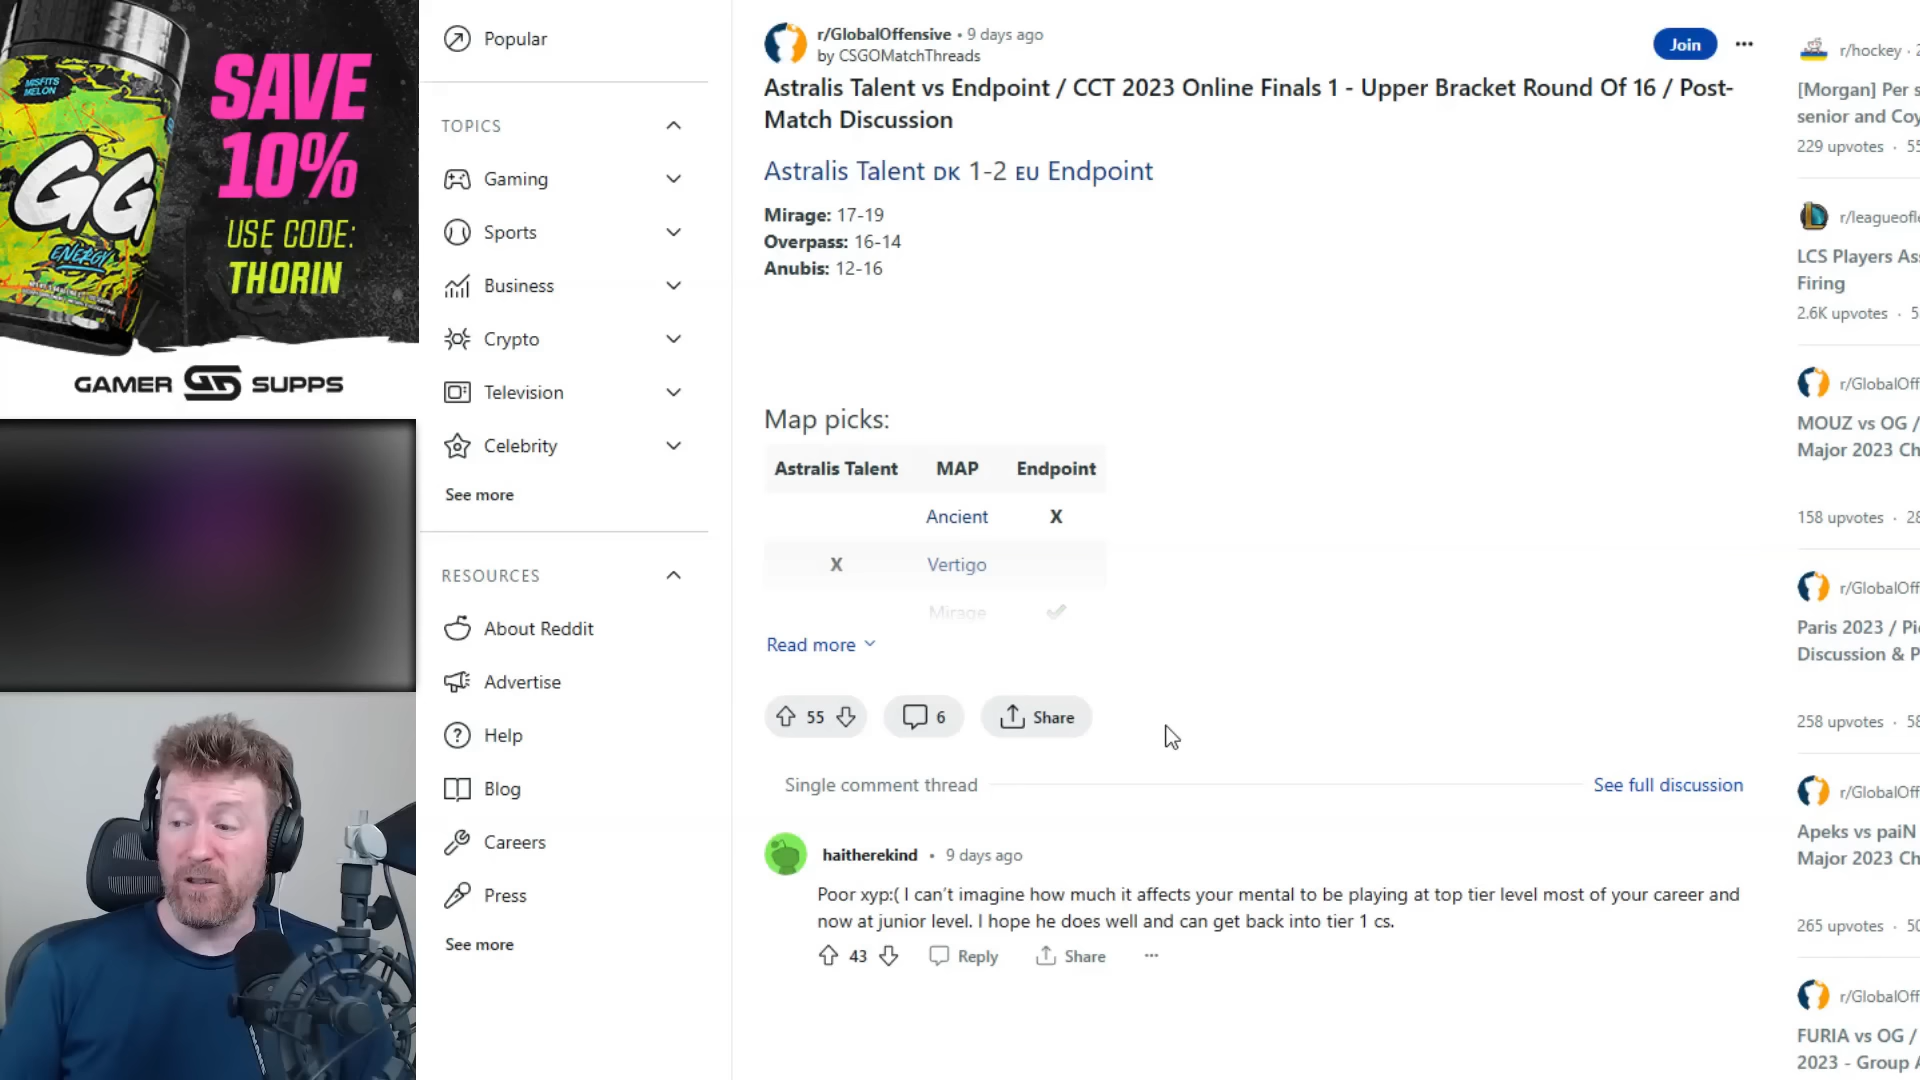 MISFITS
MELON
GG
ENERGY
SAVE
10%
USE CODE:
THORIN
GAMER SUPPS
Popular
TOPICS
Gaming
Sports
Business
Crypto
Television
Celebrity
See more
RESOURCES
About Reddit
Advertise
Help
Blog
Careers
Press
See more
r/GlobalOffensive • 9 days ago
by CSGOMatchThreads
Join
Astralis Talent vs Endpoint / CCT 2023 Online Finals 1 - Upper Bracket Round Of 16 / Post-
Match Discussion
Astralis Talent DK 1-2 EU Endpoint
Mirage: 17-19
Overpass: 16-14
Anubis: 12-16
Map picks:
Astralis Talent MAP Endpoint
Ancient X
X Vertigo
Mirage ✔
Read more
55 6 Share
Single comment thread See full discussion
haitherekind • 9 days ago
Poor xyp:( I can't imagine how much it affects your mental to be playing at top tier level most of your career and
now at junior level. I hope he does well and can get back into tier 1 cs.
43 Reply Share
r/hockey · 2
[Morgan] Per s
senior and Coy
229 upvotes · 55
r/leagueofle
LCS Players Ass
Firing
2.6K upvotes · 5
r/GlobalOff
MOUZ vs OG /
Major 2023 Ch
158 upvotes · 28
r/GlobalOff
Paris 2023 / Pic
Discussion & P
258 upvotes · 58
r/GlobalOff
Apeks vs paiN
Major 2023 Ch
265 upvotes · 50
r/GlobalOff
FURIA vs OG /
2023 - Group A